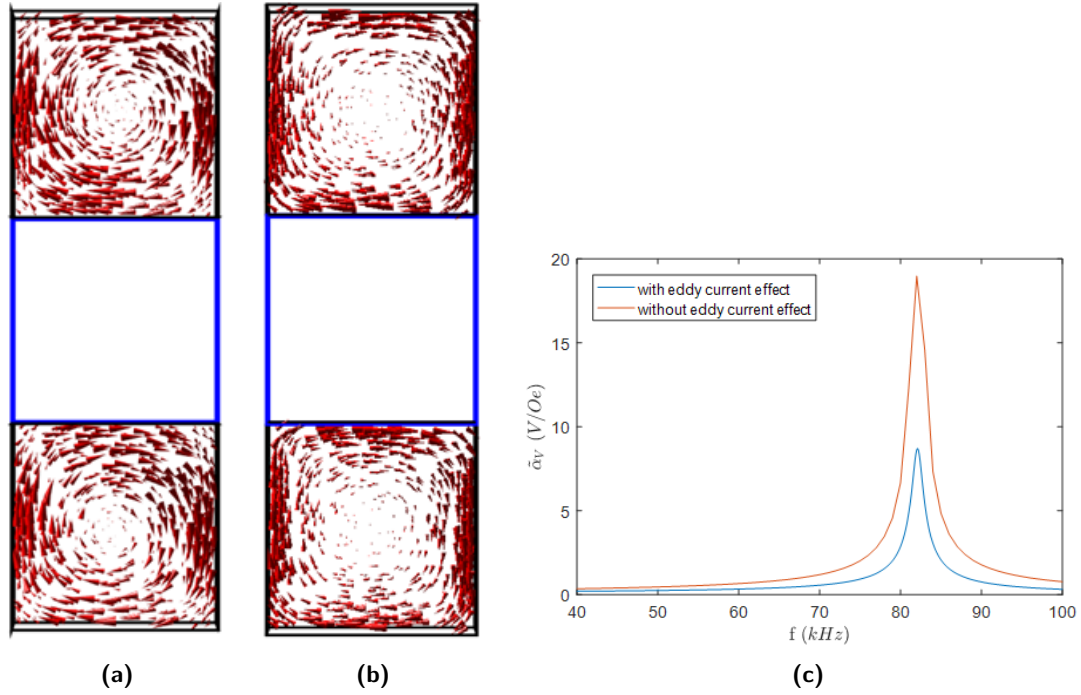 20
15
10
5
0
α̃_V (V/Oe)
with eddy current effect
without eddy current effect
40 50 60 70 80 90 100
f (kHz)
(a) (b) (c)